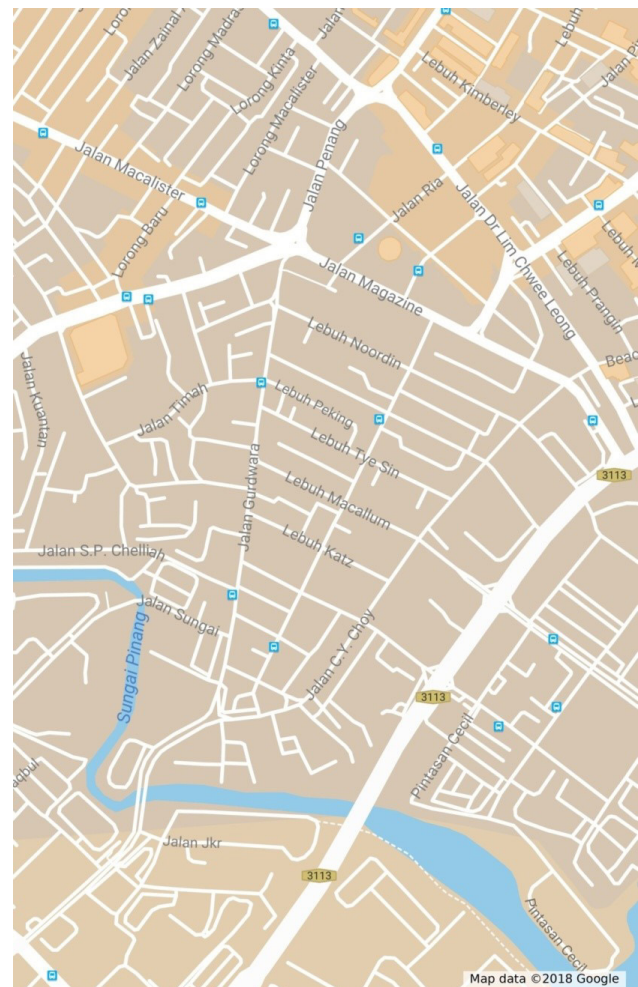 Jalan Zainal
Lorong Madras
Lorong Kinta
Lorong Macalister
Lebuh Kimberley
Jalan Macalister
Jalan Penang
Jalan Ria
Jalan Dr Lim Chwee Leong
Lorong Baru
Jalan Magazine
Lebuh Prangin
Jalan Kuantan
Lebuh Noordin
Jalan Timah
Lebuh Peking
Lebuh Tye Sin
Jalan Gurdwara
Lebuh Macallum
3113
Lebuh Katz
Jalan S.P. Chelliah
Jalan Sungai
Sungai Pinang
Jalan C.Y. Choy
3113
Pintasan Cecil
Jalan Jkr
3113
Pintasan Cecil
Map data ©2018 Google